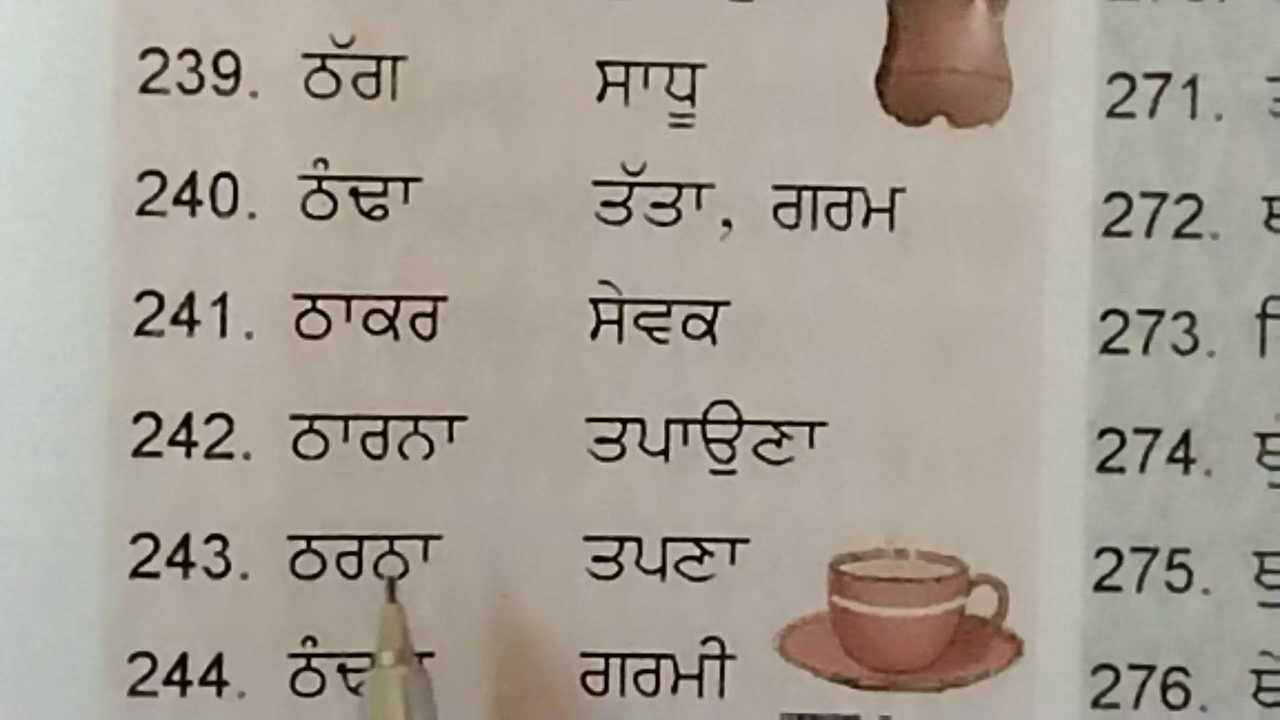 239. ਠੱਗ ਸਾਧੂ
240. ਠੰਢਾ ਤੱਤਾ, ਗਰਮ
241. ਠਾਕਰ ਸੇਵਕ
242. ਠਾਰਨਾ ਤਪਾਉਣਾ
243. ਠਰਨਾ ਤਪਣਾ
244. ਗਰਮੀ
271.
272.
273.
274.
275.
276.